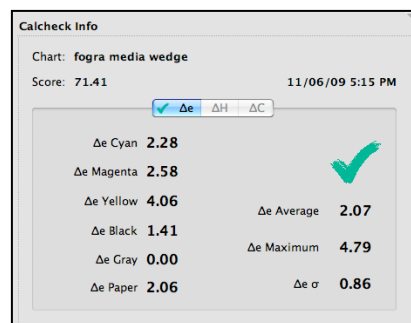 Calcheck Info
Chart: fogra media wedge
Score: 71.41 11/06/09 5:15 PM
Δe ΔH ΔC
Δe Cyan 2.28
Δe Magenta 2.58
Δe Yellow 4.06
Δe Black 1.41
Δe Gray 0.00
Δe Paper 2.06
Δe Average 2.07
Δe Maximum 4.79
Δe σ 0.86